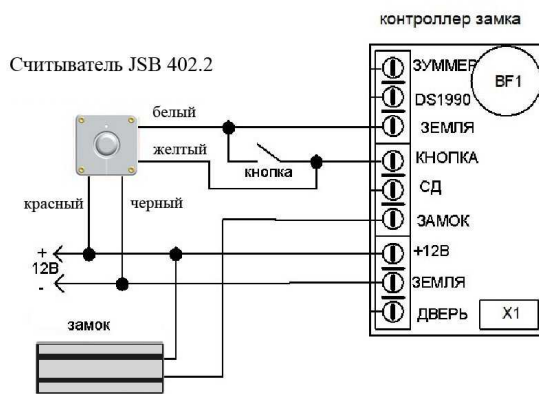 контроллер замка
Считыватель JSB 402.2
ЗУММЕР
BF1
DS1990
белый
ЗЕМЛЯ
желтый
КНОПКА
кнопка
СД
красный
черный
ЗАМОК
+
12В
-
+12В
ЗЕМЛЯ
замок
ДВЕРЬ
X1